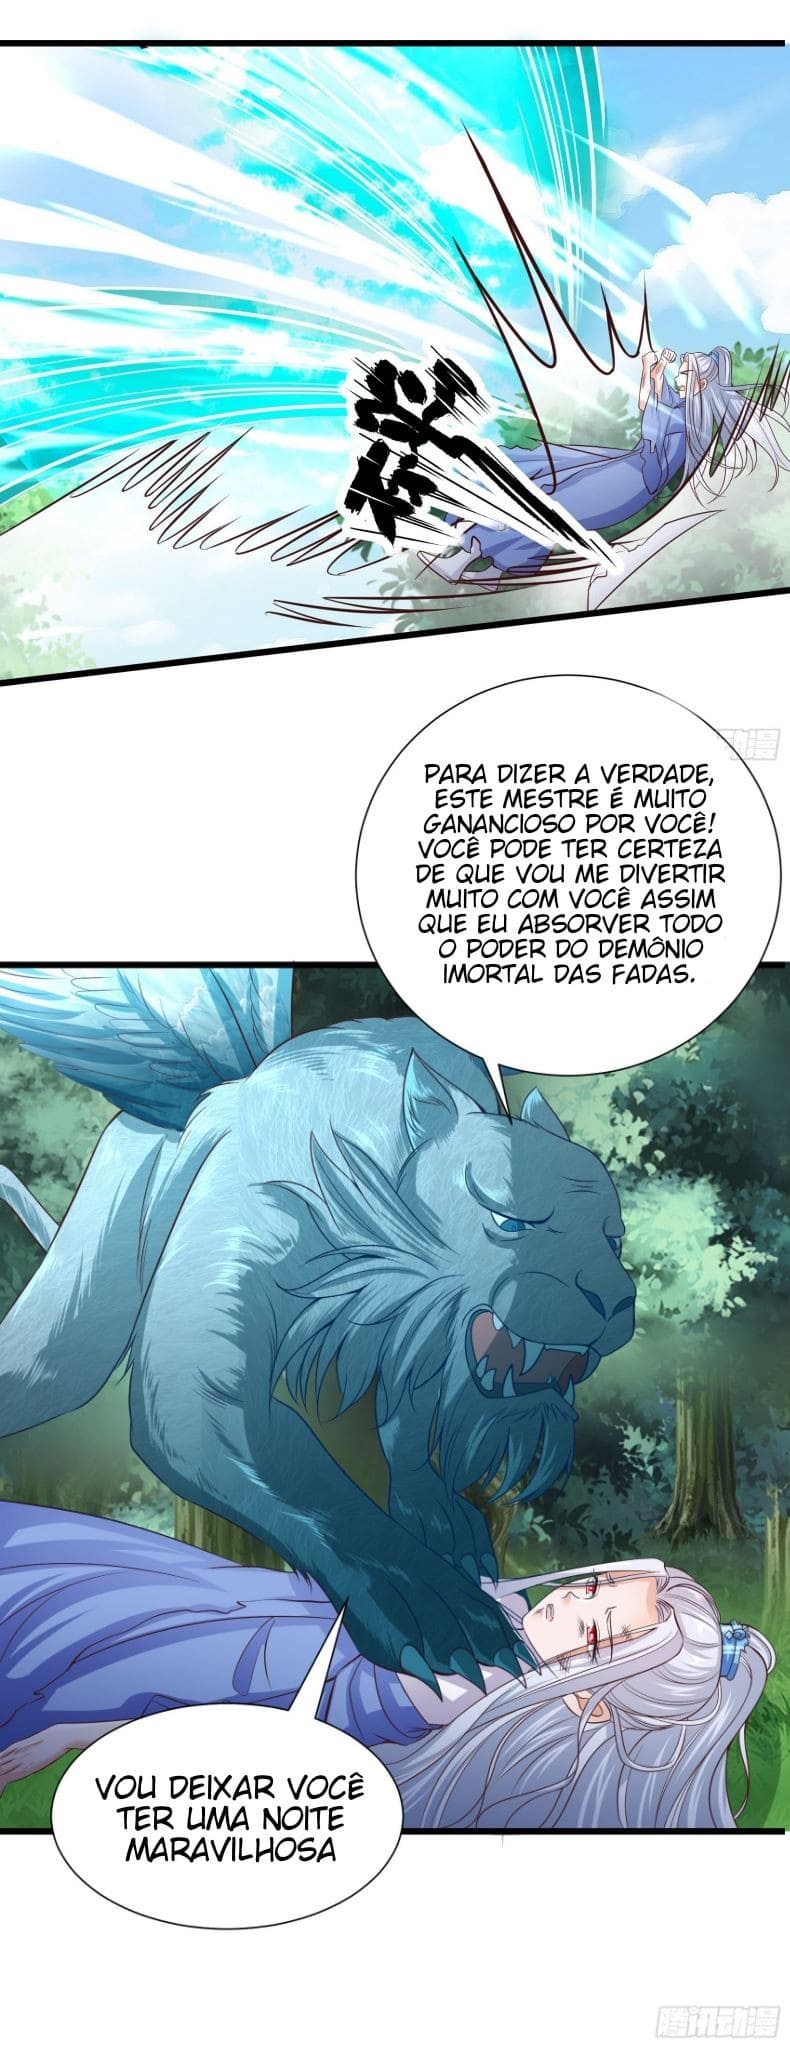 PARA DIZER A VERDADE,
ESTE MESTRE É MUITO
GANANCIOSO POR VOCÊ!
VOCÊ PODE TER CERTEZA
DE QUE VOU ME DIVERTIR
MUITO COM VOCÊ ASSIM
QUE EU ABSORVER TODO
O PODER DO DEMÔNIO
IMORTAL DAS FADAS.
VOU DEIXAR VOCÊ
TER UMA NOITE
MARAVILHOSA
腾讯动漫